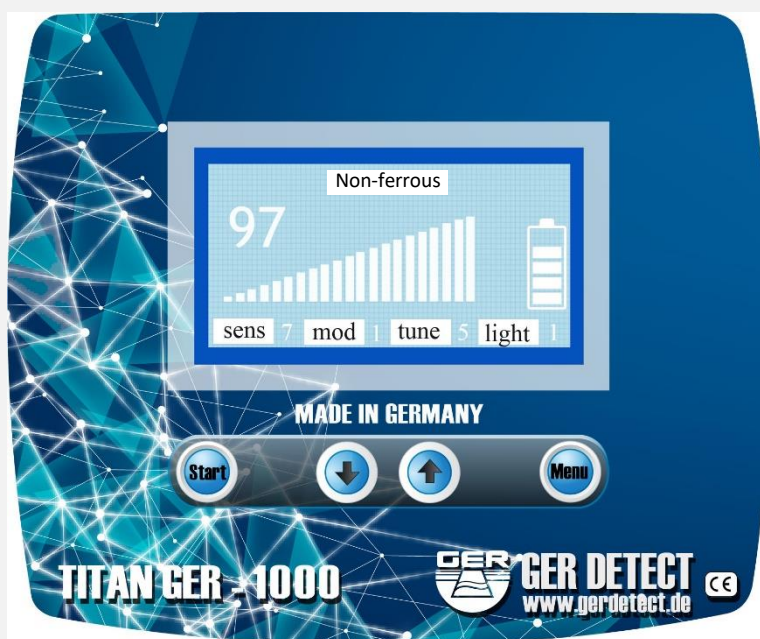 Non-ferrous
97
sens 7 mod 1 tune 5 light 1
MADE IN GERMANY
Start Menu
TITAN GER - 1000
GER
GER DETECT
www.gerdetect.de
CE